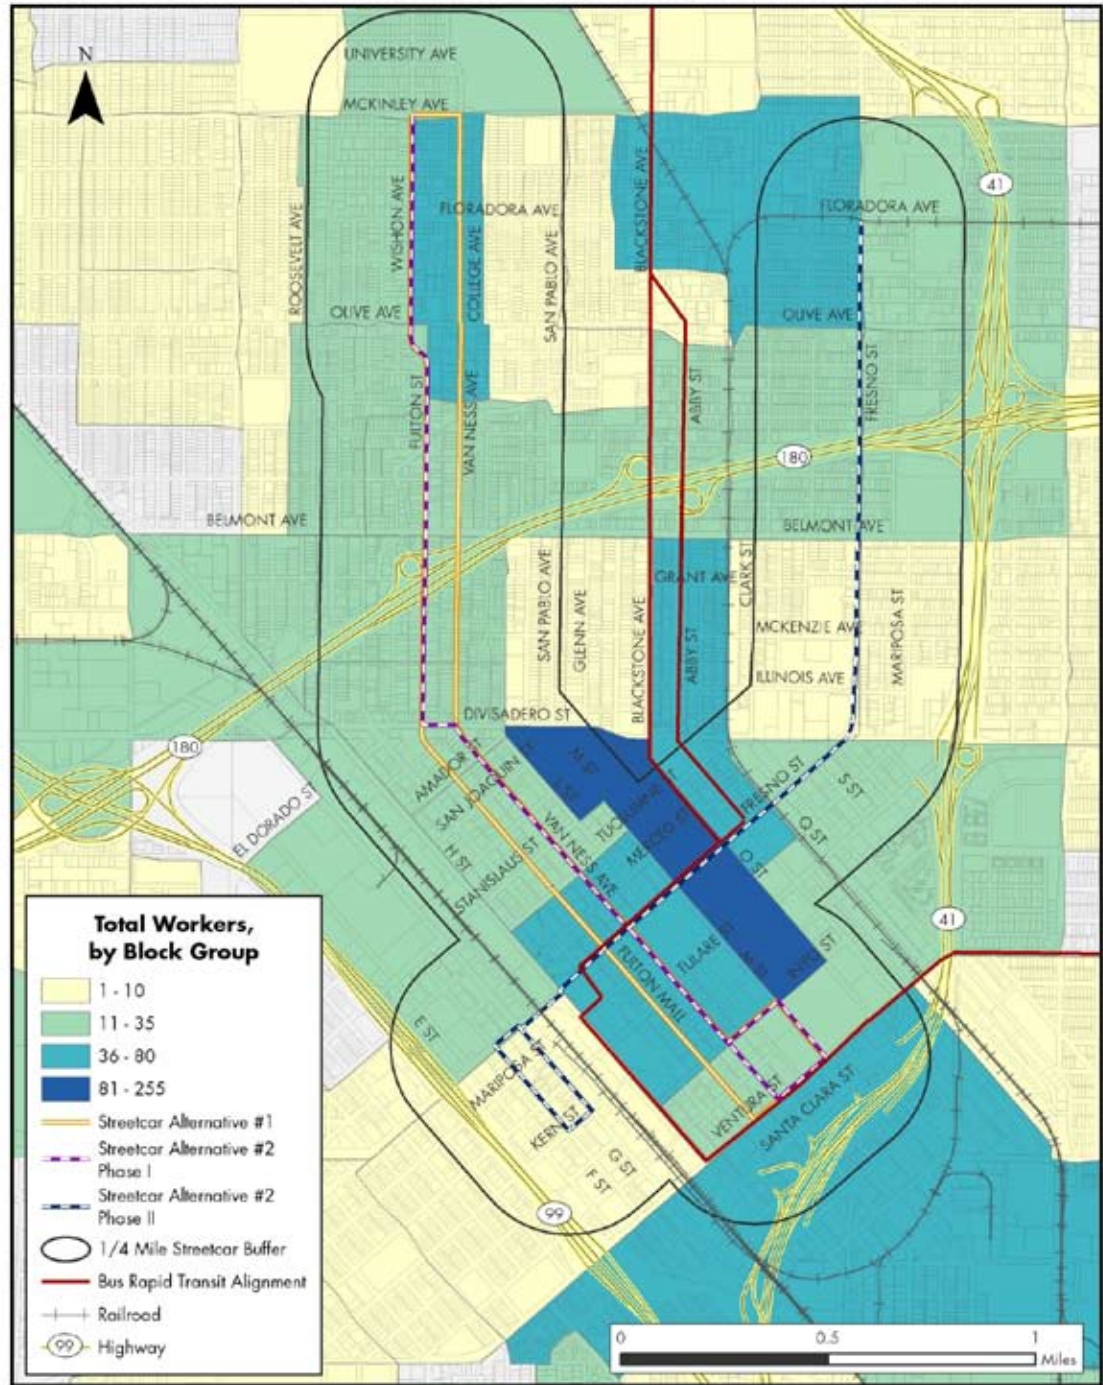 N
UNIVERSITY AVE
MCKINLEY AVE
41
ROOSEVELT AVE
WISHON AVE
FLORADORA AVE
COLLEGE AVE
SAN PABLO AVE
BLACKSTONE AVE
FLORADORA AVE
OLIVE AVE
OLIVE AVE
FULTON ST
VAN NESS AVE
ABBY ST
FRESNO ST
180
BELMONT AVE
BELMONT AVE
SAN PABLO AVE
GLENN AVE
BLACKSTONE AVE
GRANT AVE
ABBY ST
CLARK ST
MCKENZIE AVE
ILLINOIS AVE
MARIPOSA ST
DIVISADERO ST
180
AMADOR ST
SAN JOAQUIN
M ST
FRESNO ST
S ST
EL DORADO ST
H ST
STANISLAUS ST
VAN NESS AVE
TUOLUMNE ST
MERCED ST
O ST
Q ST
41
FULTON MALL
TULARE ST
M ST
INYO ST
E ST
MARIPOSA ST
KERN ST
G ST
F ST
VENTURA ST
SANTA CLARA ST
99
Total Workers,
by Block Group
1 - 10
11 - 35
36 - 80
81 - 255
Streetcar Alternative #1
Streetcar Alternative #2
Phase I
Streetcar Alternative #2
Phase II
1/4 Mile Streetcar Buffer
Bus Rapid Transit Alignment
Railroad
99 Highway
0 0.5 1
Miles